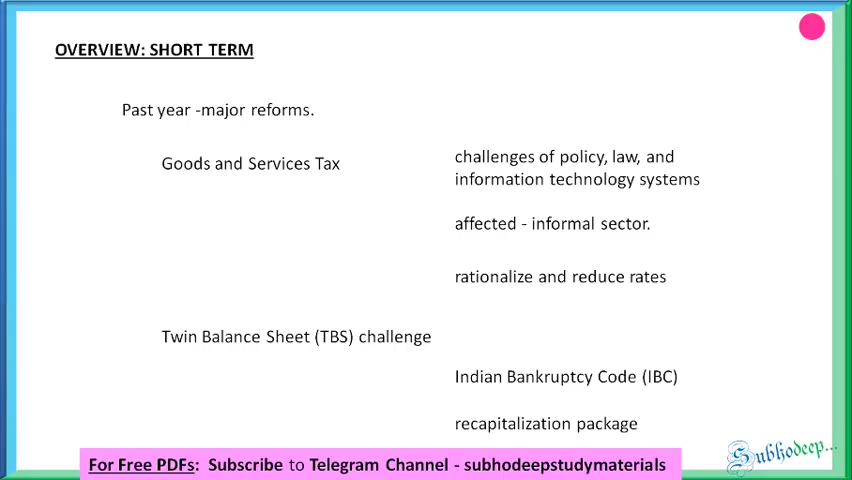 OVERVIEW: SHORT TERM
Past year -major reforms.
Goods and Services Tax
challenges of policy, law, and
information technology systems
affected - informal sector.
rationalize and reduce rates
Twin Balance Sheet (TBS) challenge
Indian Bankruptcy Code (IBC)
recapitalization package
For Free PDFs: Subscribe to Telegram Channel - subhodeepstudymaterials
Subhodeep...